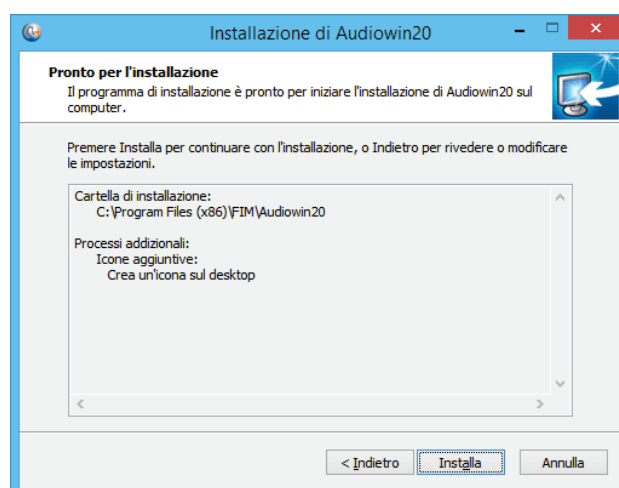 Installazione di Audiowin20
Pronto per l'installazione
Il programma di installazione è pronto per iniziare l'installazione di Audiowin20 sul
computer.
Premere Installa per continuare con l'installazione, o Indietro per rivedere o modificare
le impostazioni.
Cartella di installazione:
C:\Program Files (x86)\FIM\Audiowin20
Processi addizionali:
Icone aggiuntive:
Crea un'icona sul desktop
< Indietro Installa Annulla